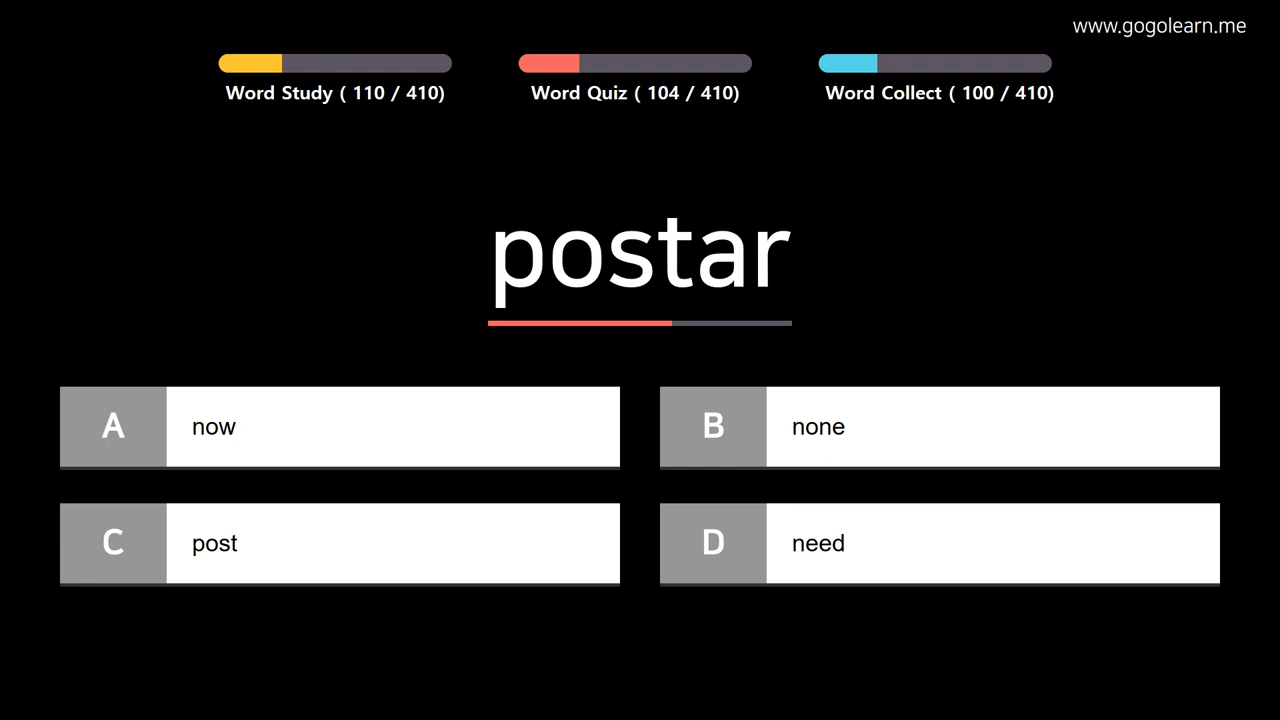 www.gogolearn.me
Word Study ( 110 / 410)
Word Quiz ( 104 / 410)
Word Collect ( 100 / 410)
postar
A now
B none
C post
D need